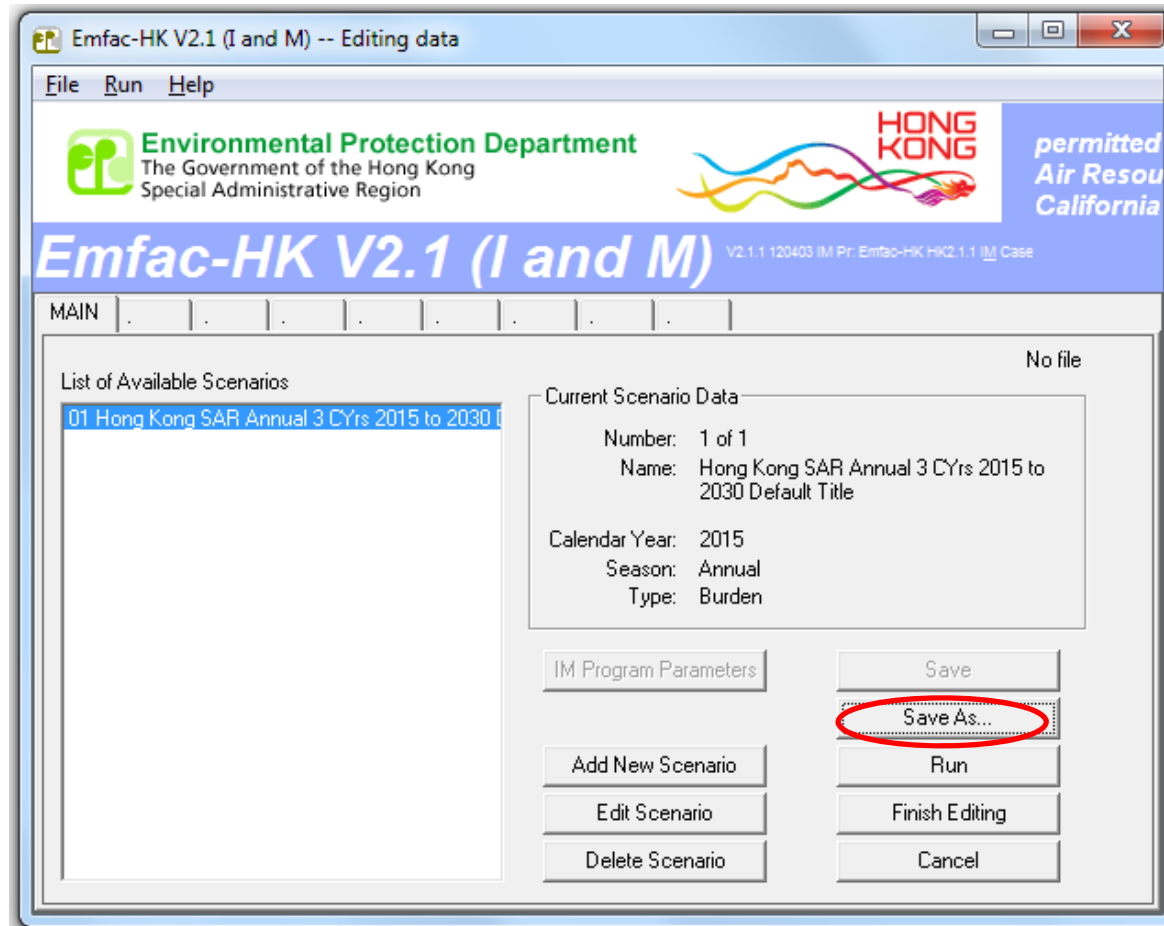 Emfac-HK V2.1 (I and M) -- Editing data
File Run Help
Environmental Protection Department
The Government of the Hong Kong
Special Administrative Region
HONG
KONG
permitted
Air Resou
California
Emfac-HK V2.1 (I and M)
V2.1.1 120403 IM Pr: Emfac-HK HK2.1.1 IM Case
MAIN . . . . . . . .
No file
List of Available Scenarios
01 Hong Kong SAR Annual 3 CYrs 2015 to 2030 D
Current Scenario Data
Number: 1 of 1
Name: Hong Kong SAR Annual 3 CYrs 2015 to
2030 Default Title
Calendar Year: 2015
Season: Annual
Type: Burden
IM Program Parameters
Save
Save As...
Add New Scenario
Run
Edit Scenario
Finish Editing
Delete Scenario
Cancel